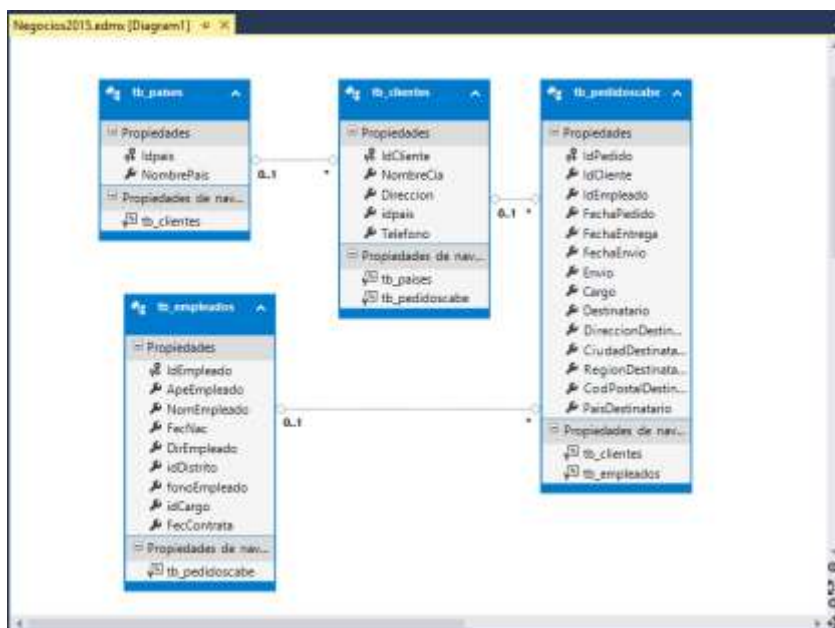 Negocios2015.edmx [Diagram1]
tb_paises
Propiedades
Idpais
NombrePais
Propiedades de nav...
tb_clientes
0..1
*
tb_clientes
Propiedades
IdCliente
NombreCia
Direccion
idpais
Telefono
Propiedades de nav...
tb_paises
tb_pedidoscabe
0..1
*
tb_pedidoscabe
Propiedades
IdPedido
IdCliente
IdEmpleado
FechaPedido
FechaEntrega
FechaEnvio
Envio
Cargo
Destinatario
DireccionDestin...
CiudadDestinata...
RegionDestinata...
CodPostalDestin...
PaisDestinatario
Propiedades de nav...
tb_clientes
tb_empleados
tb_empleados
Propiedades
IdEmpleado
ApeEmpleado
NomEmpleado
FecNac
DirEmpleado
idDistrito
fonoEmpleado
idCargo
FecContrata
Propiedades de nav...
tb_pedidoscabe
0..1
*